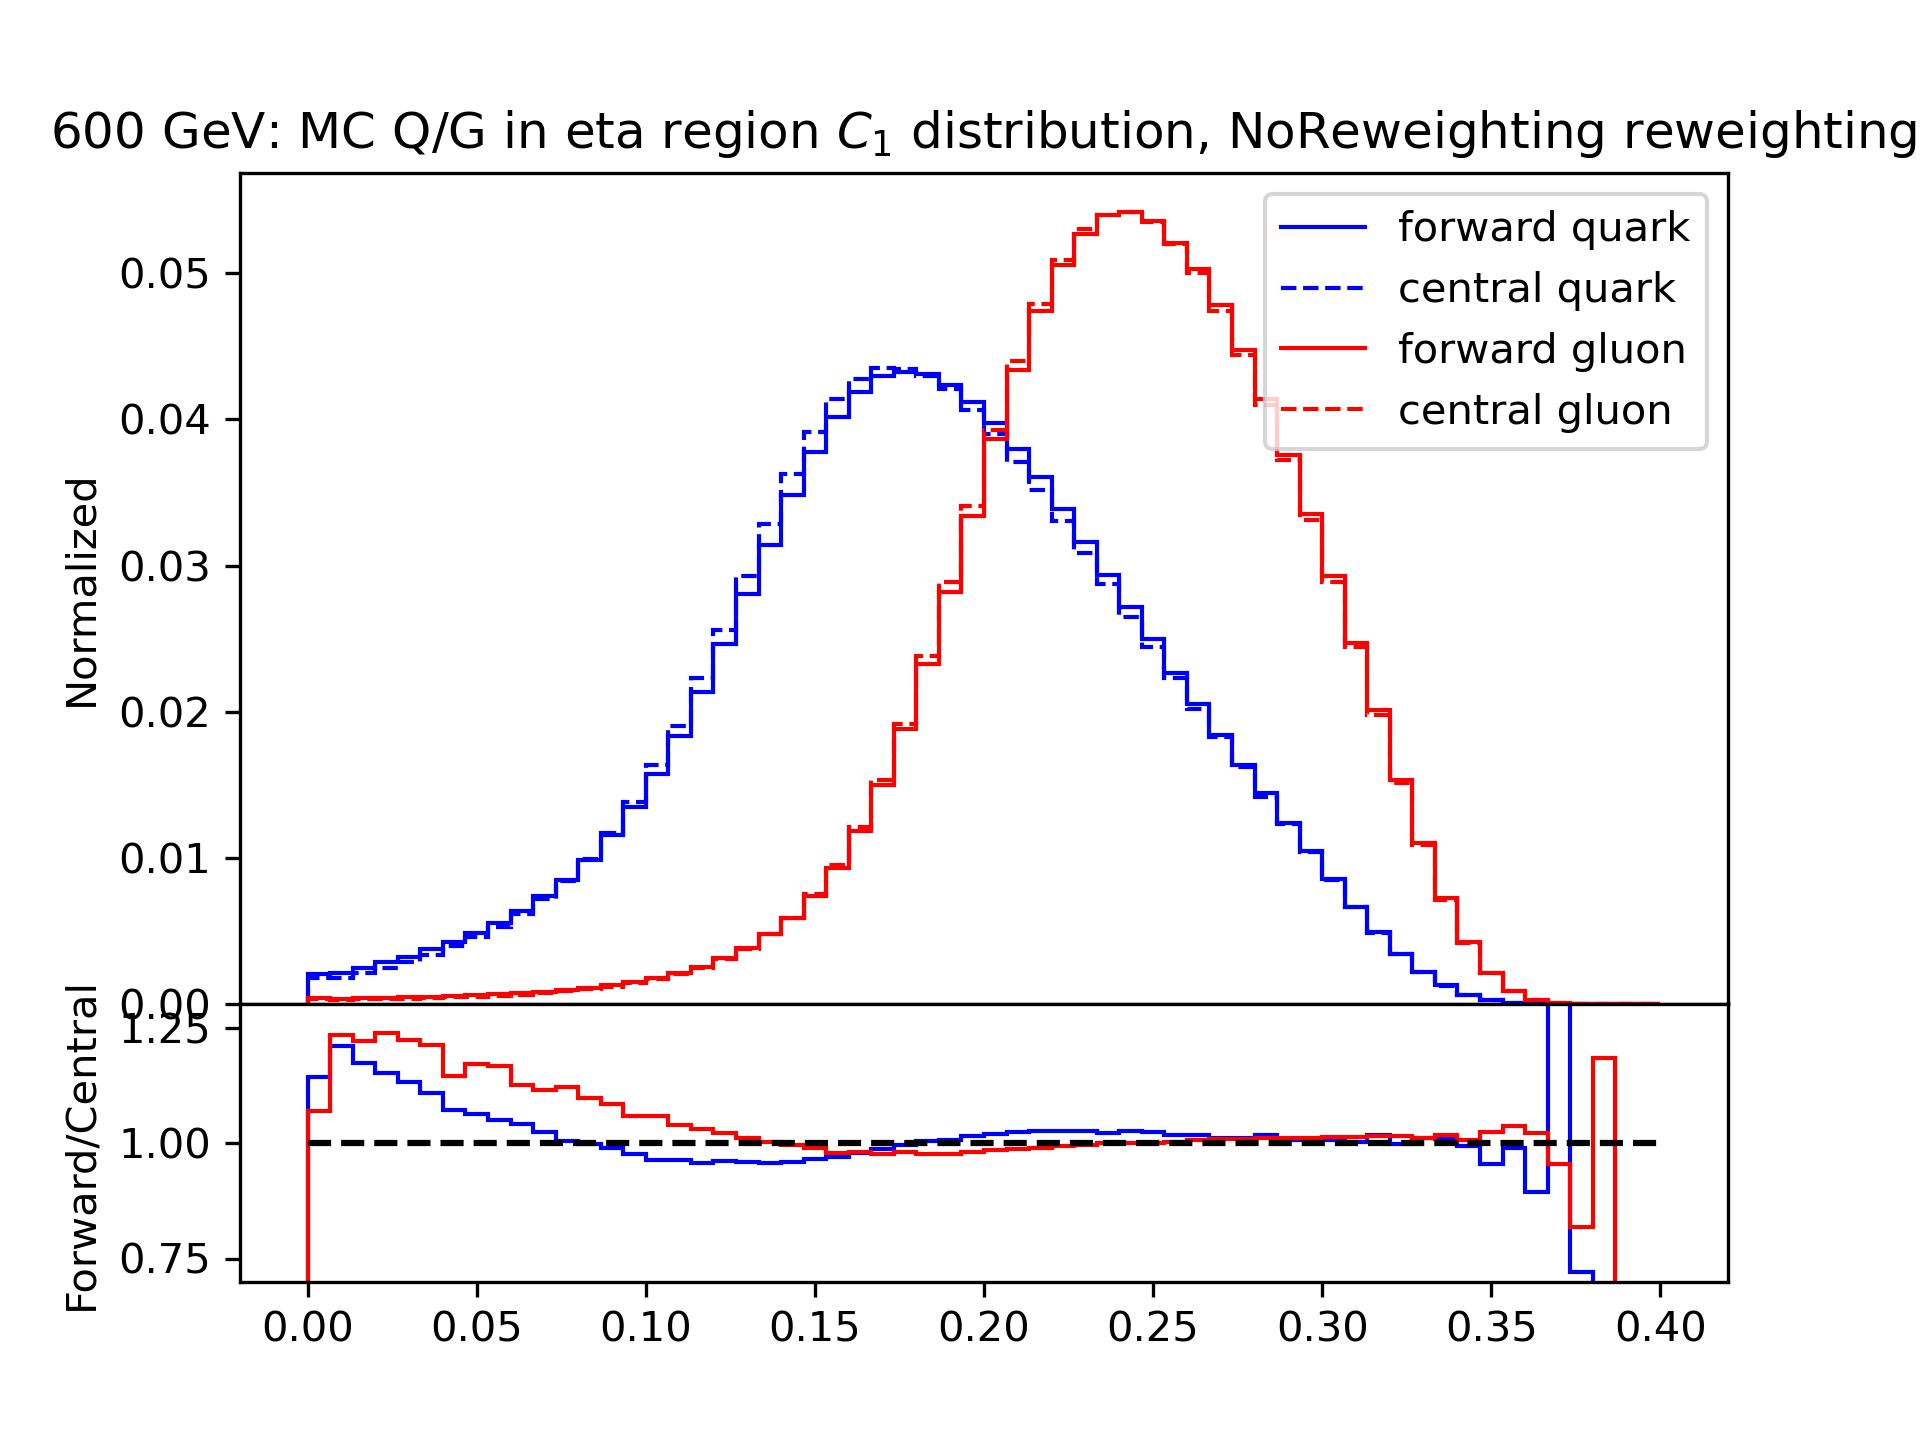 600 GeV: MC Q/G in eta region C₁ distribution, NoReweighting reweighting
forward quark
central quark
forward gluon
central gluon
Normalized
0.05
0.04
0.03
0.02
0.01
0.00
Forward/Central
1.25
1.00
0.75
0.00 0.05 0.10 0.15 0.20 0.25 0.30 0.35 0.40